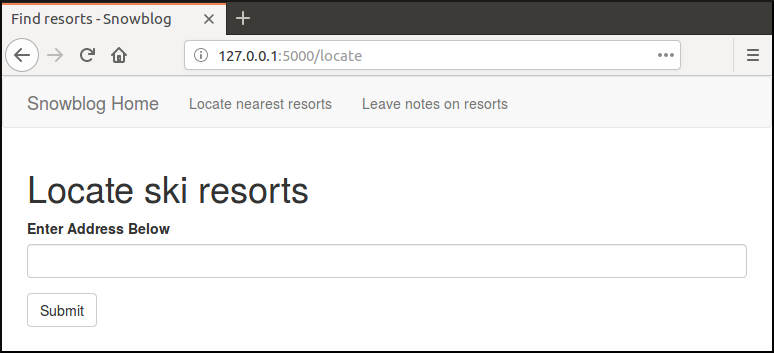 Find resorts - Snowblog
127.0.0.1:5000/locate
Snowblog Home Locate nearest resorts Leave notes on resorts
Locate ski resorts
Enter Address Below
Submit